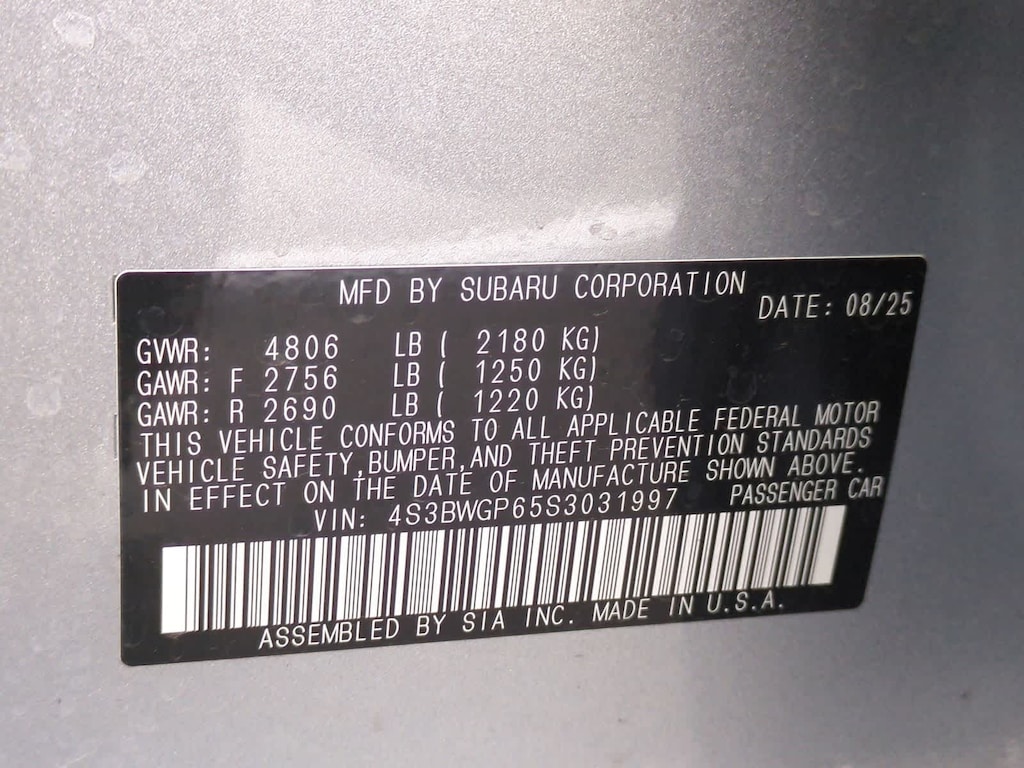 MFD BY SUBARU CORPORATION
DATE: 08/25
GVWR: 4806 LB ( 2180 KG)
GAWR: F 2756 LB ( 1250 KG)
GAWR: R 2690 LB ( 1220 KG)
THIS VEHICLE CONFORMS TO ALL APPLICABLE FEDERAL MOTOR
VEHICLE SAFETY,BUMPER,AND THEFT PREVENTION STANDARDS
IN EFFECT ON THE DATE OF MANUFACTURE SHOWN ABOVE.
VIN: 4S3BWGP65S3031997 PASSENGER CAR
ASSEMBLED BY SIA INC. MADE IN U.S.A.